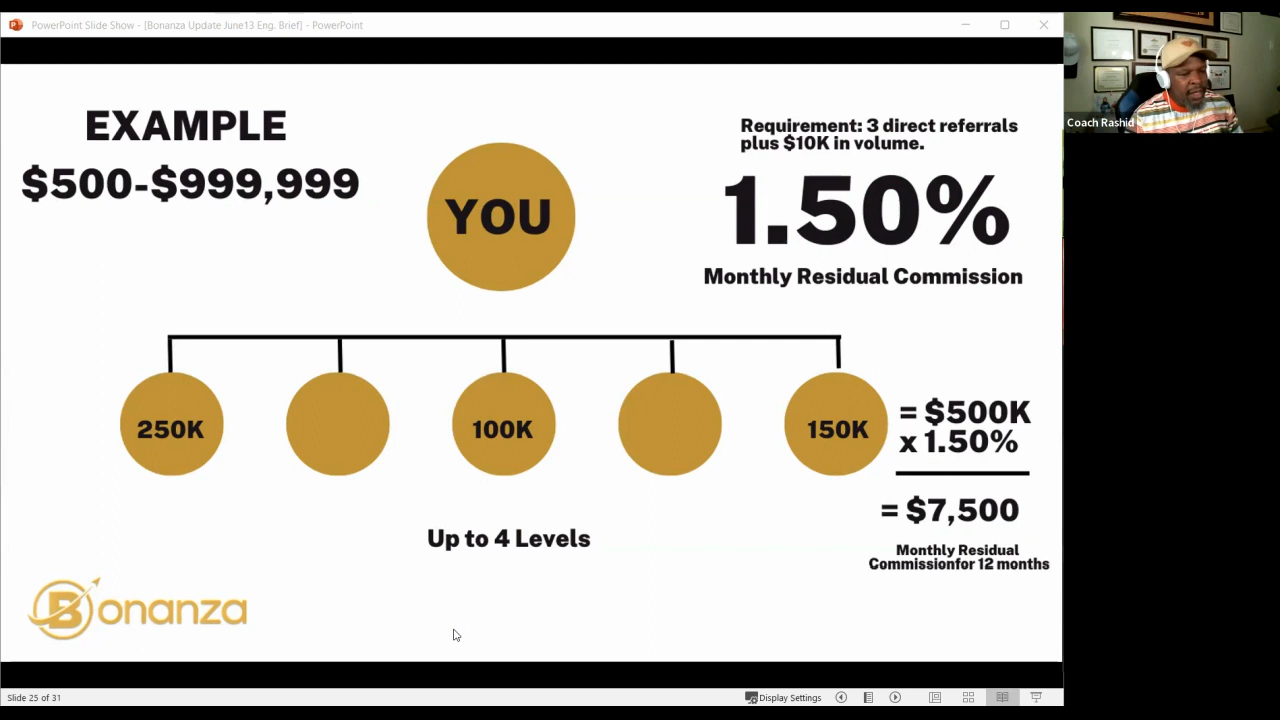 PowerPoint Slide Show - [Bonanza Update June13 Eng. Brief] - PowerPoint
EXAMPLE
$500-$999,999
YOU
Requirement: 3 direct referrals
plus $10K in volume.
1.50%
Monthly Residual Commission
Coach Rashid
250K
100K
150K
= $500K
x 1.50%
= $7,500
Monthly Residual
Commissionfor 12 months
Up to 4 Levels
Bonanza
Slide 25 of 31
Display Settings